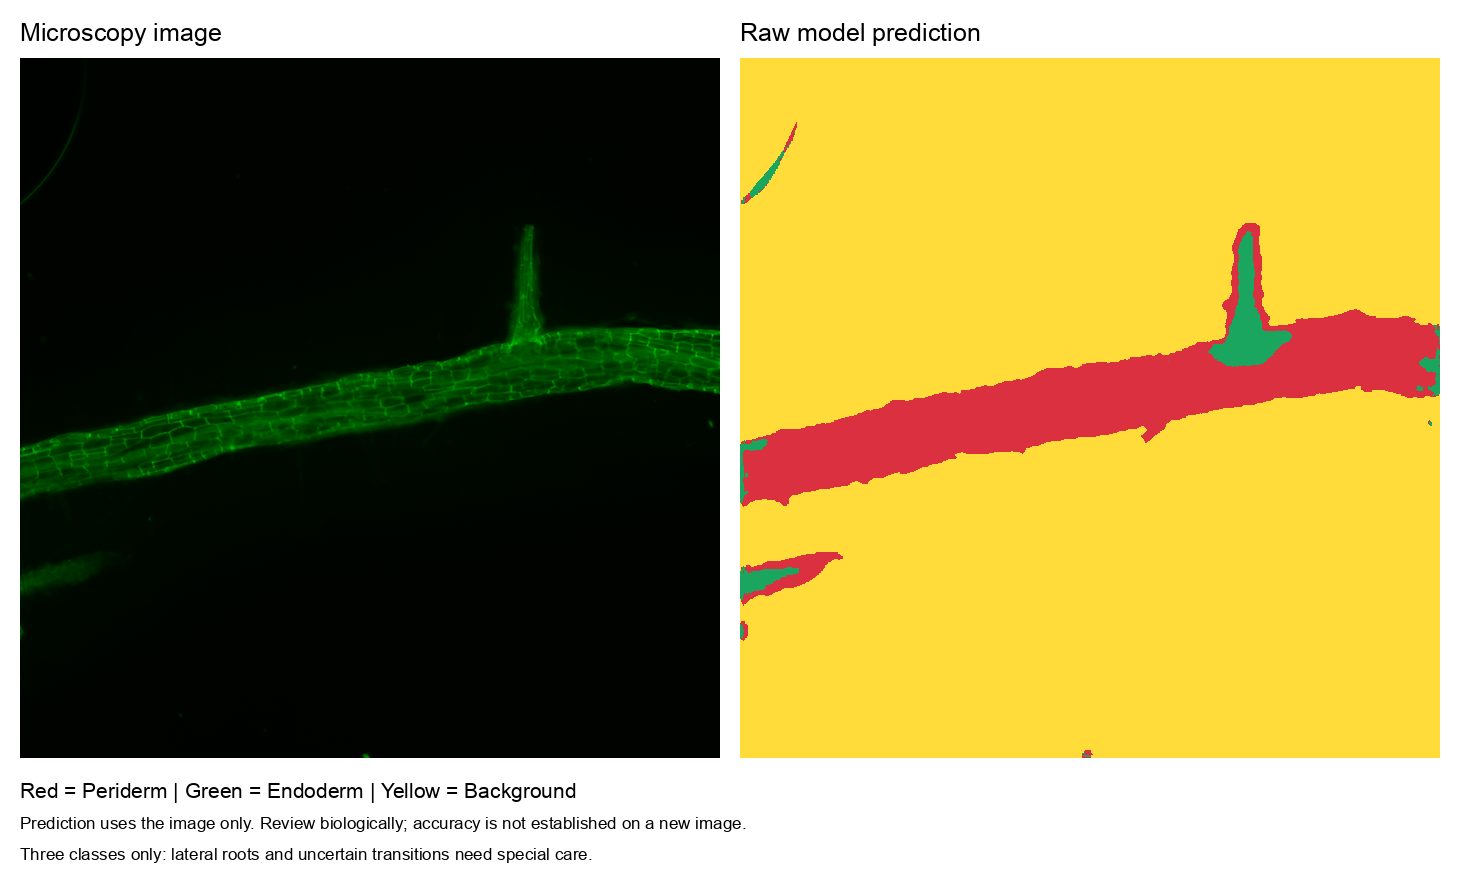 Microscopy image
Raw model prediction
Red = Periderm | Green = Endoderm | Yellow = Background
Prediction uses the image only. Review biologically; accuracy is not established on a new image.
Three classes only: lateral roots and uncertain transitions need special care.